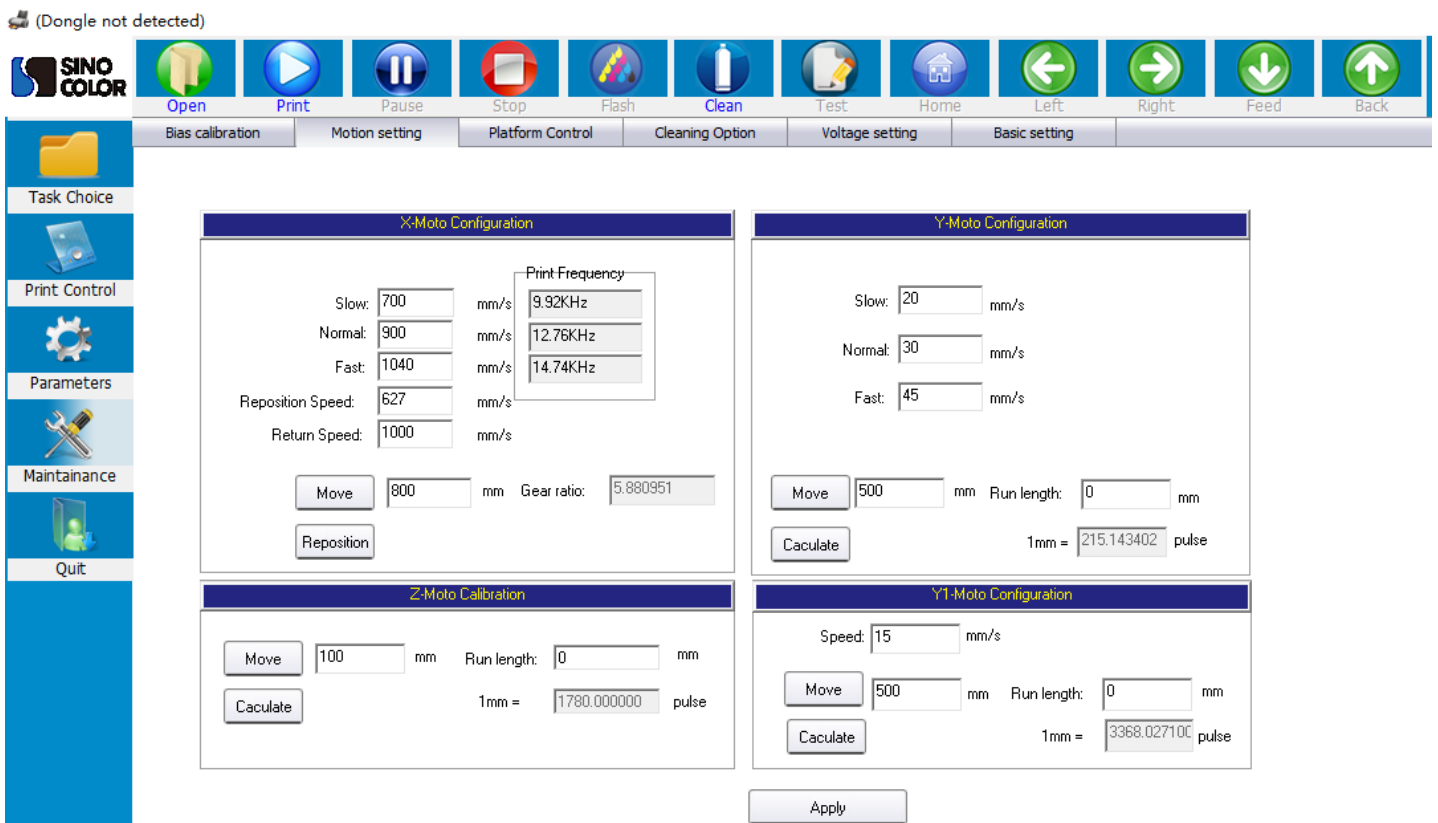 (Dongle not detected)
SINO
COLOR
Open Print Pause Stop Flash Clean Test Home Left Right Feed Back
Bias calibration Motion setting Platform Control Cleaning Option Voltage setting Basic setting
Task Choice
Print Control
Parameters
Maintainance
Quit
X-Moto Configuration
Print Frequency
Slow: 700 mm/s 9.92KHz
Normal: 900 mm/s 12.76KHz
Fast: 1040 mm/s 14.74KHz
Reposition Speed: 627 mm/s
Return Speed: 1000 mm/s
Move 800 mm Gear ratio: 5.880951
Reposition
Y-Moto Configuration
Slow: 20 mm/s
Normal: 30 mm/s
Fast: 45 mm/s
Move 500 mm Run length: 0 mm
Caculate 1mm = 215.143402 pulse
Z-Moto Calibration
Move 100 mm Run length: 0 mm
Caculate 1mm = 1780.000000 pulse
Y1-Moto Configuration
Speed: 15 mm/s
Move 500 mm Run length: 0 mm
Caculate 1mm = 3368.027100 pulse
Apply